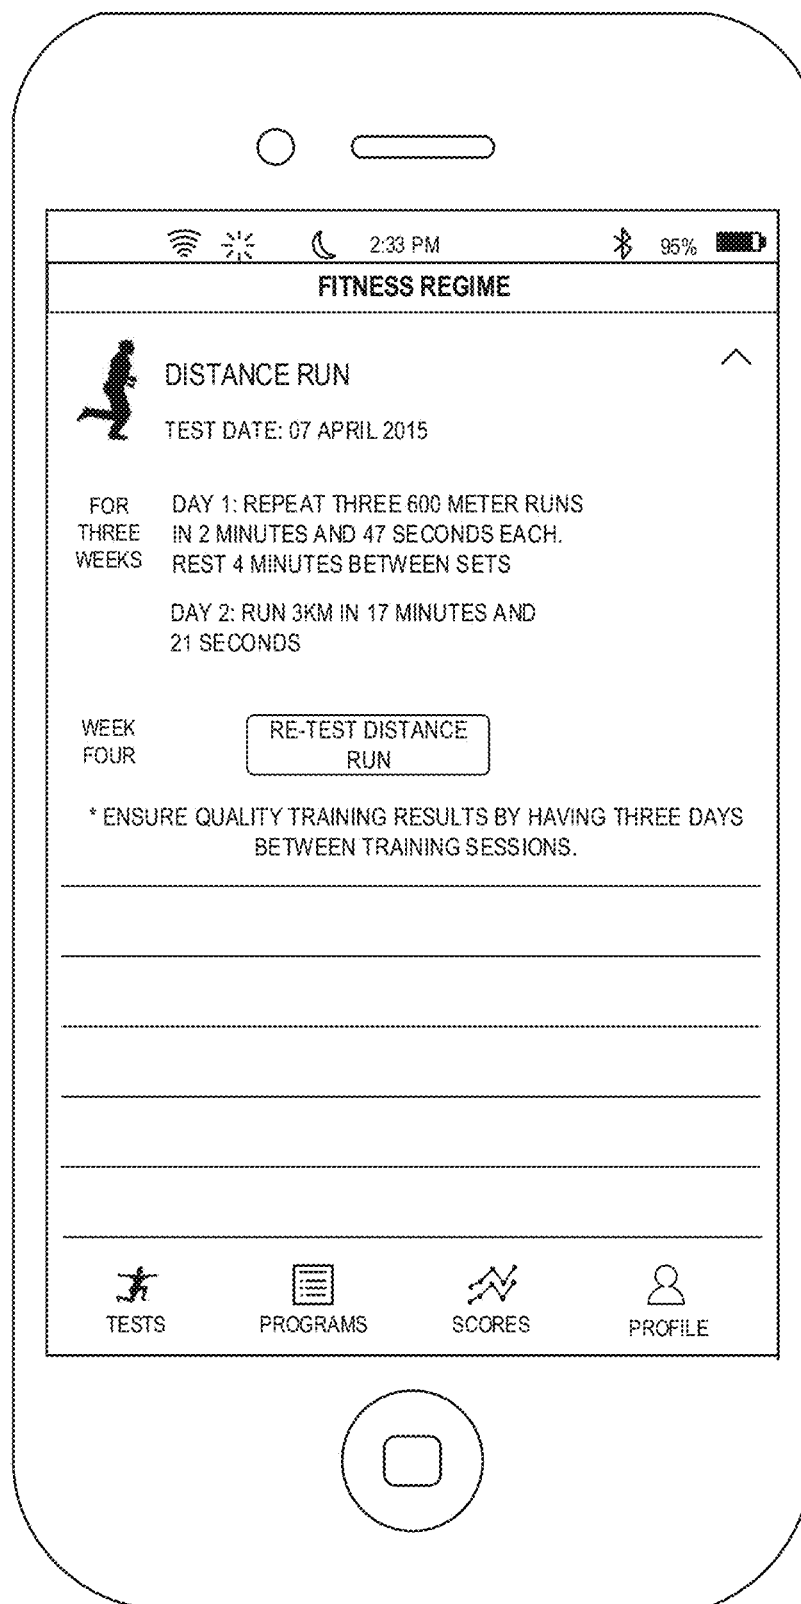 2:33 PM 95%
FITNESS REGIME
DISTANCE RUN
TEST DATE: 07 APRIL 2015
FOR
THREE
WEEKS
DAY 1: REPEAT THREE 600 METER RUNS
IN 2 MINUTES AND 47 SECONDS EACH.
REST 4 MINUTES BETWEEN SETS
DAY 2: RUN 3KM IN 17 MINUTES AND
21 SECONDS
WEEK
FOUR
RE-TEST DISTANCE
RUN
* ENSURE QUALITY TRAINING RESULTS BY HAVING THREE DAYS
BETWEEN TRAINING SESSIONS.
TESTS PROGRAMS SCORES PROFILE